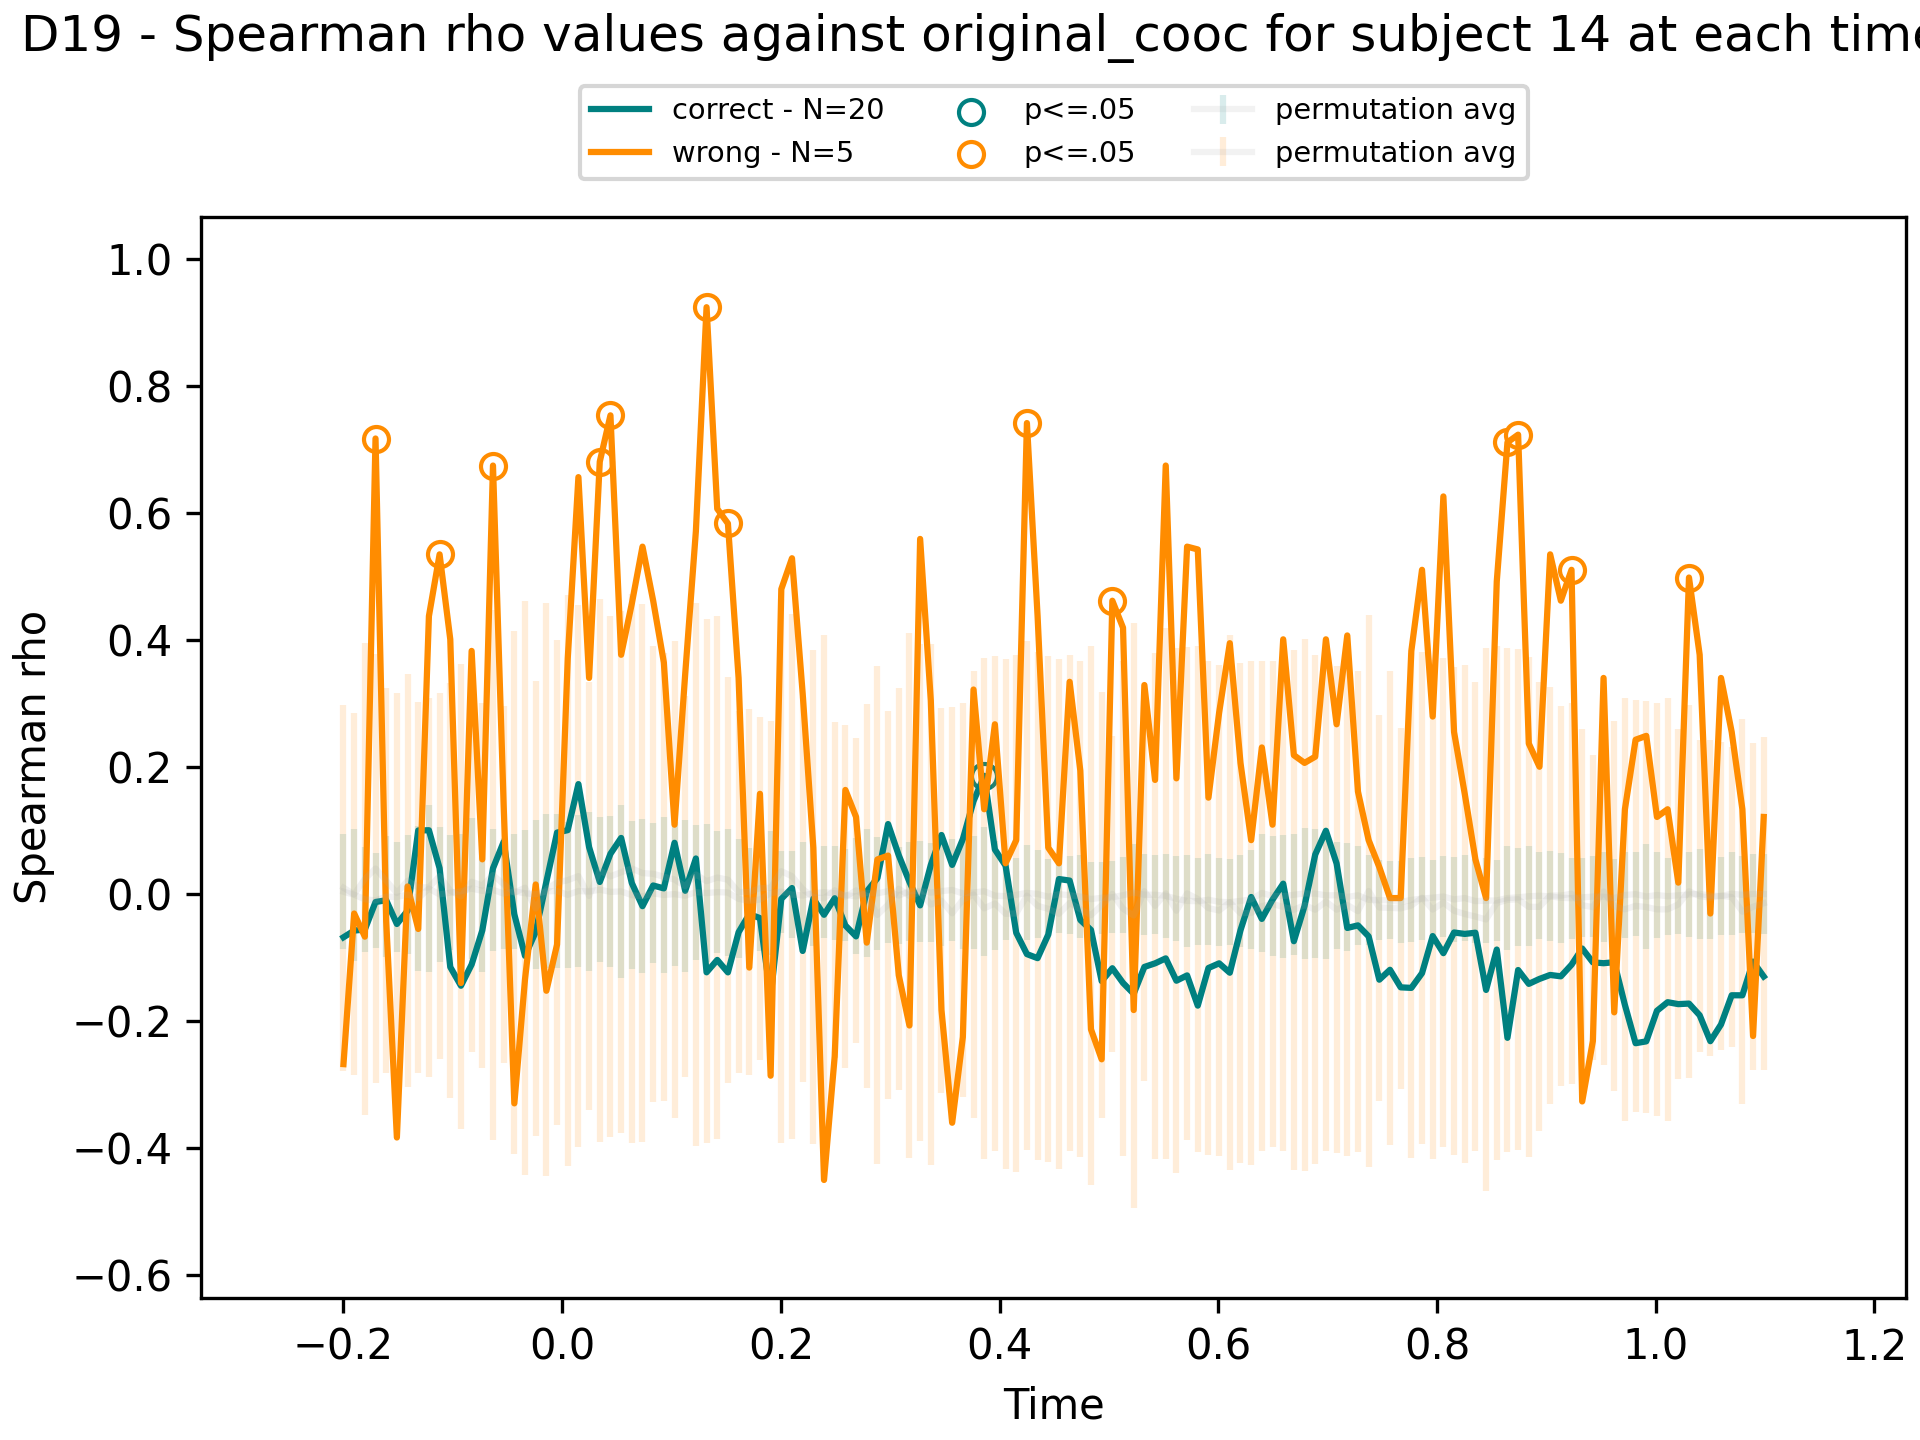 D19 - Spearman rho values against original_cooc for subject 14 at each time
correct - N=20
wrong - N=5
p<=.05
p<=.05
permutation avg
permutation avg
1.0
0.8
0.6
0.4
0.2
0.0
−0.2
−0.4
−0.6
Spearman rho
−0.2 0.0 0.2 0.4 0.6 0.8 1.0 1.2
Time